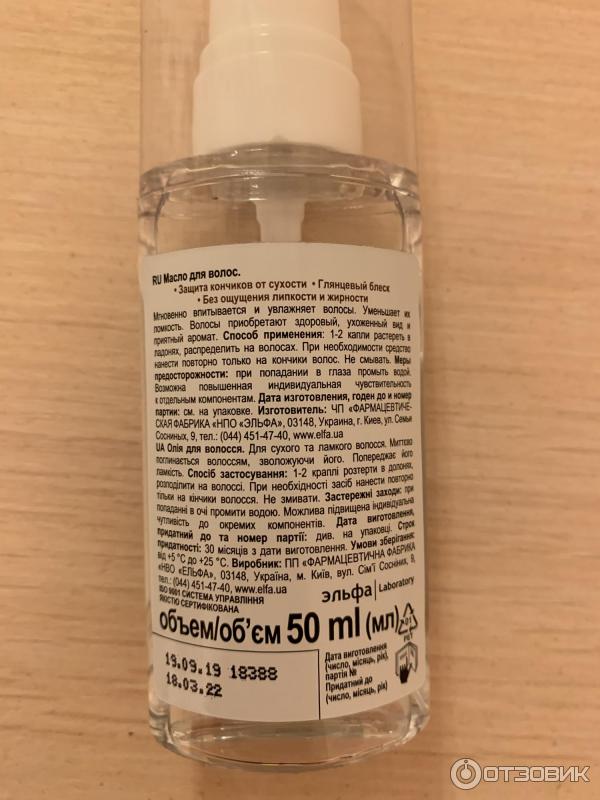 RU Масло для волос.
• Защита кончиков от сухости • Глянцевый блеск
• Без ощущения липкости и жирности
Мгновенно впитывается и увлажняет волосы. Уменьшает их
ломкость. Волосы приобретают здоровый, ухоженный вид и
приятный аромат. Способ применения: 1-2 капли растереть в
ладонях, распределить на волосах. При необходимости средство
нанести повторно только на кончики волос. Не смывать. Меры
предосторожности: при попадании в глаза промыть водой.
Возможна повышенная индивидуальная чувствительность
к отдельным компонентам. Дата изготовления, годен до и номер
партии: см. на упаковке. Изготовитель: ЧП «ФАРМАЦЕВТИЧЕ-
СКАЯ ФАБРИКА «НПО «ЭЛЬФА», 03148, Украина, г. Киев, ул. Семьи
Сосниных, 9, тел.: (044) 451-47-40, www.elfa.ua
UA Олія для волосся. Для сухого та ламкого волосся. Миттєво
поглинається волоссям, зволожуючи його. Попереджає його
ламкість. Спосіб застосування: 1-2 краплі розтерти в долонях,
розподілити на волоссі. При необхідності засіб нанести повторно
тільки на кінчики волосся. Не змивати. Застережні заходи: при
попаданні в очі промити водою. Можлива підвищена індивідуальна
чутливість до окремих компонентів. Дата виготовлення,
придатний до та номер партії: див. на упаковці. Строк
придатності: 30 місяців з дати виготовлення. Умови зберігання:
від +5 °С до +25 °С. Виробник: ПП «ФАРМАЦЕВТИЧНА ФАБРИКА
«НВО «ЕЛЬФА», 03148, Україна, м. Київ, вул. Сім'ї Сосніних, 9,
тел.: (044) 451-47-40, www.elfa.ua
ISO 9001 СИСТЕМА УПРАВЛІННЯ
ЯКІСТЮ СЕРТИФІКОВАНА
эльфа | Laboratory
объем/об'єм 50 ml (мл)
01
PET
19.09.19 18388
18.03.22
Дата виготовлення
(число, місяць, рік),
партія №
Придатний до
(число, місяць, рік)
ОТЗОВИК